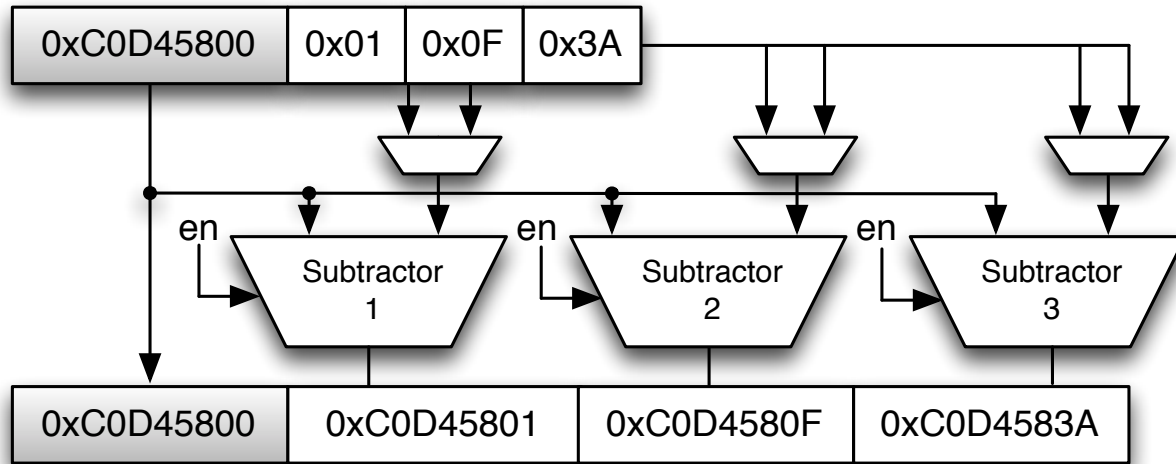 0xC0D45800 0x01 0x0F 0x3A
en en en
Subtractor Subtractor Subtractor
1 2 3
0xC0D45800 0xC0D45801 0xC0D4580F 0xC0D4583A